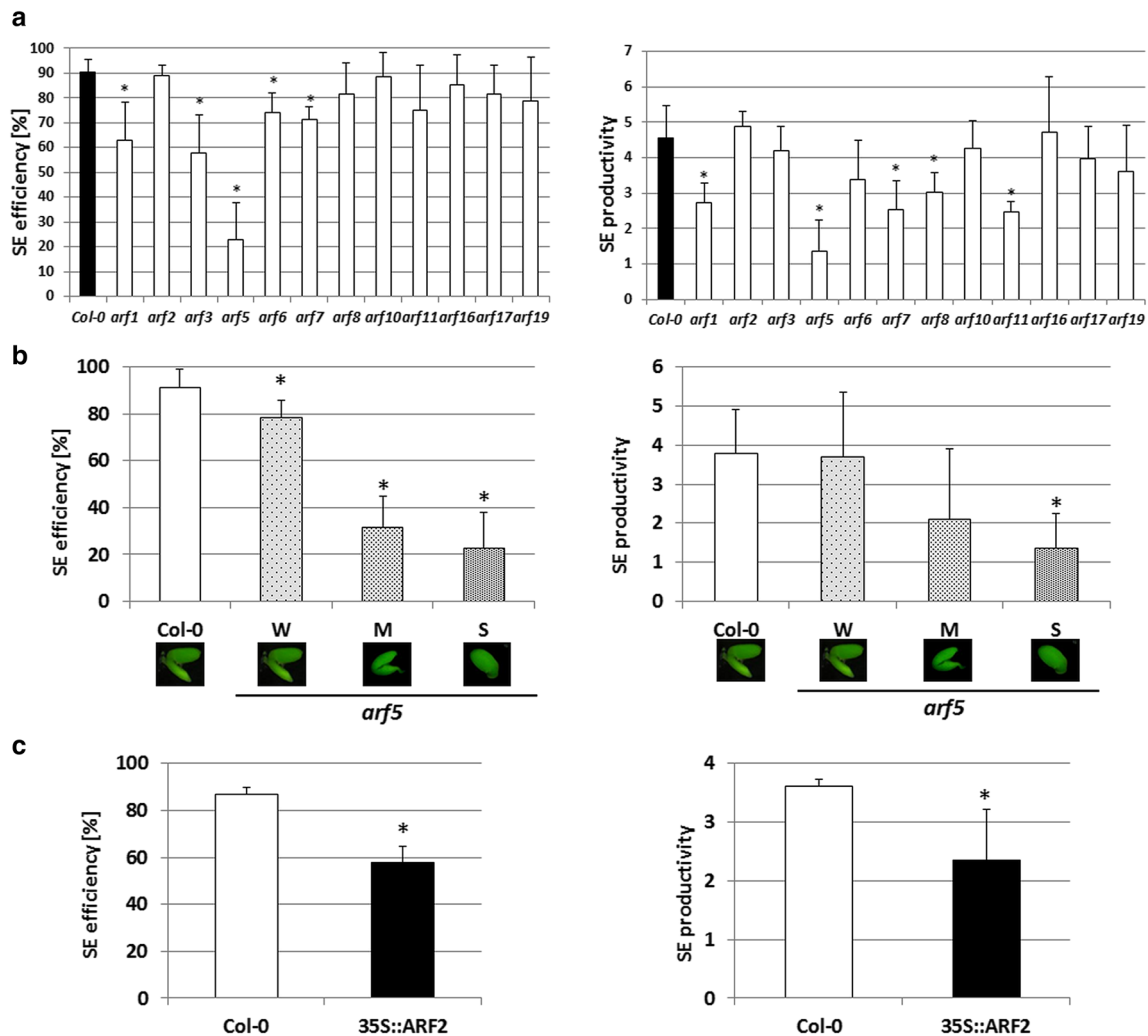 a
SE efficiency [%]
100
90
80
70
60
50
40
30
20
10
0
* * * * *
Col-0 arf1 arf2 arf3 arf5 arf6 arf7 arf8 arf10 arf11 arf16 arf17 arf19
SE productivity
7
6
5
4
3
2
1
0
* * * * *
Col-0 arf1 arf2 arf3 arf5 arf6 arf7 arf8 arf10 arf11 arf16 arf17 arf19
b
SE efficiency [%]
100
80
60
40
20
0
* * *
Col-0 W M S
arf5
SE productivity
6
5
4
3
2
1
0
*
Col-0 W M S
arf5
c
SE efficiency [%]
100
80
60
40
20
0
*
Col-0 35S::ARF2
SE productivity
4
3
2
1
0
*
Col-0 35S::ARF2